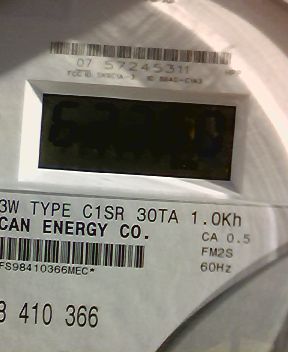 07 57245311
3W TYPE C1SR 30TA 1.0Kh
CAN ENERGY CO.
CA 0.5
FM2S
60Hz
FS98410366MEC*
8 410 366